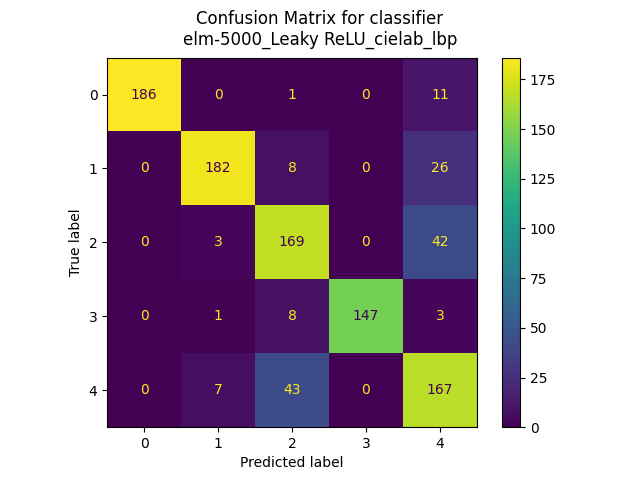 Confusion Matrix for classifier
elm-5000_Leaky ReLU_cielab_lbp
0 186 0 1 0 11
1 0 182 8 0 26
2 0 3 169 0 42
3 0 1 8 147 3
4 0 7 43 0 167
0 1 2 3 4
True label
Predicted label
175
150
125
100
75
50
25
0